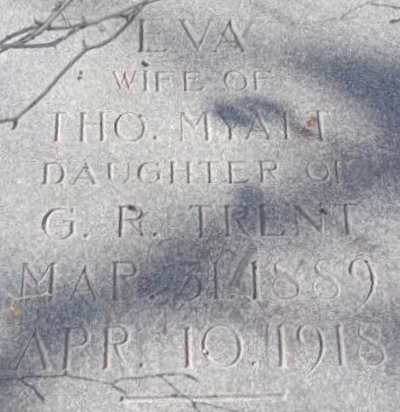 EVA
WIFE OF
THO. MYATT
DAUGHTER OF
G. R. TRENT
MAR. 31. 1889
APR. 10. 1918